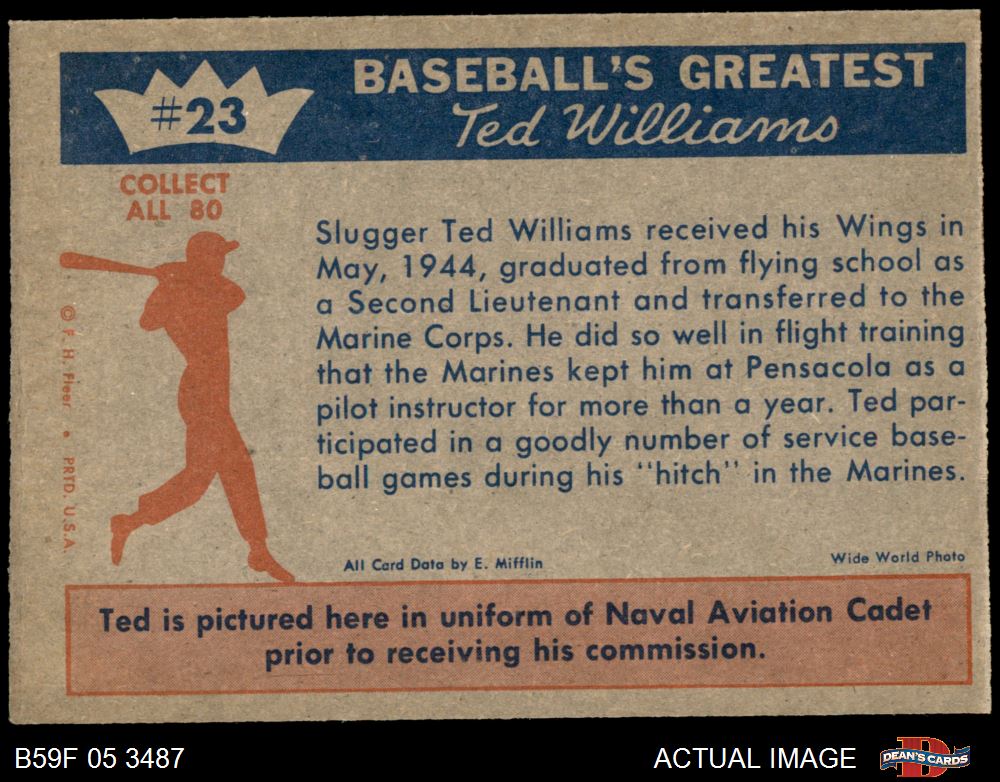 #23
BASEBALL'S GREATEST
Ted Williams
COLLECT
ALL 80
Slugger Ted Williams received his Wings in
May, 1944, graduated from flying school as
a Second Lieutenant and transferred to the
Marine Corps. He did so well in flight training
that the Marines kept him at Pensacola as a
pilot instructor for more than a year. Ted par-
ticipated in a goodly number of service base-
ball games during his "hitch" in the Marines.
© F. H. Fleer • PRTD. U.S.A.
All Card Data by E. Mifflin
Wide World Photo
Ted is pictured here in uniform of Naval Aviation Cadet
prior to receiving his commission.
B59F 05 3487
ACTUAL IMAGE
DEAN'S CARDS